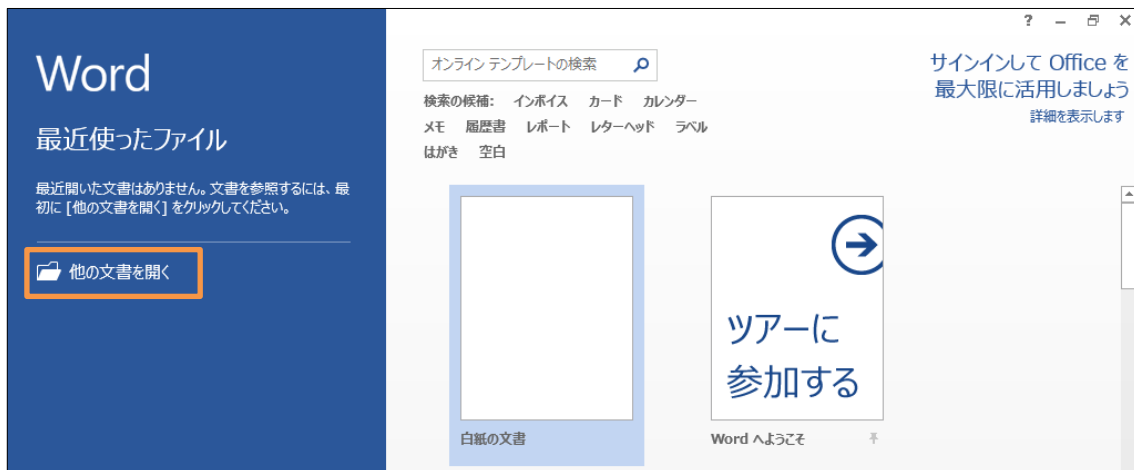 Word
最近使ったファイル
最近開いた文書はありません。文書を参照するには、最
初に [他の文書を開く] をクリックしてください。
他の文書を開く
オンライン テンプレートの検索
検索の候補: インボイス カード カレンダー
メモ 履歴書 レポート レターヘッド ラベル
はがき 空白
?
サインインして Office を
最大限に活用しましょう
詳細を表示します
白紙の文書
ツアーに
参加する
Word へようこそ